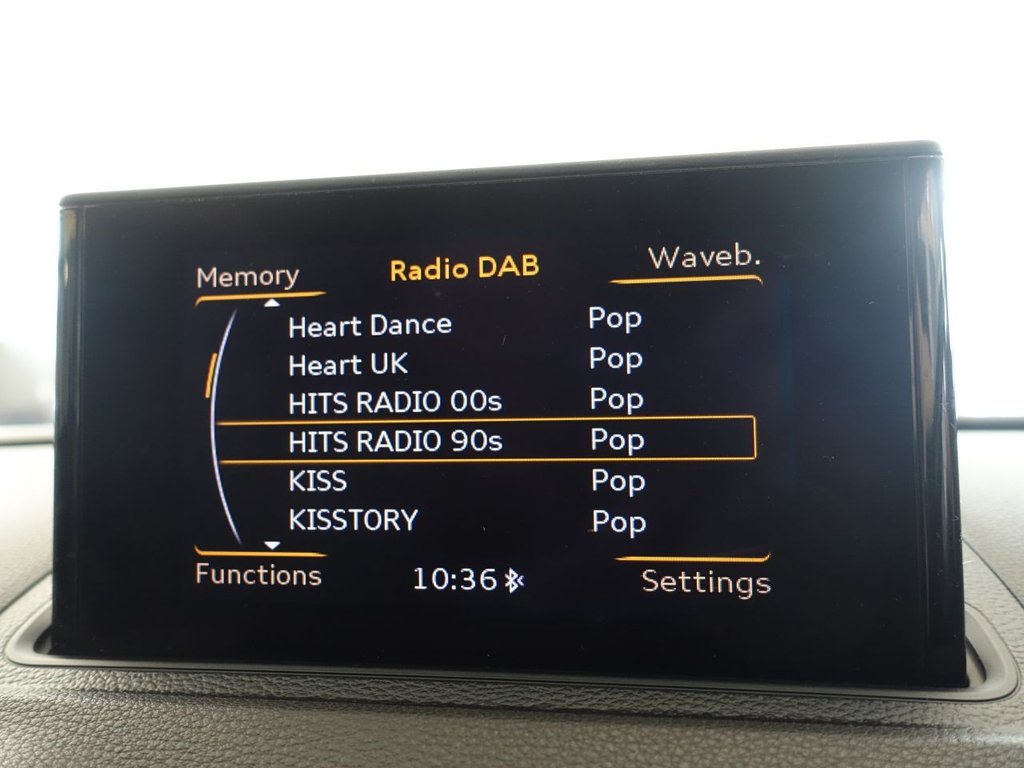 Memory Radio DAB Waveb.
Heart Dance Pop
Heart UK Pop
HITS RADIO 00s Pop
HITS RADIO 90s Pop
KISS Pop
KISSTORY Pop
Functions 10:36 Settings